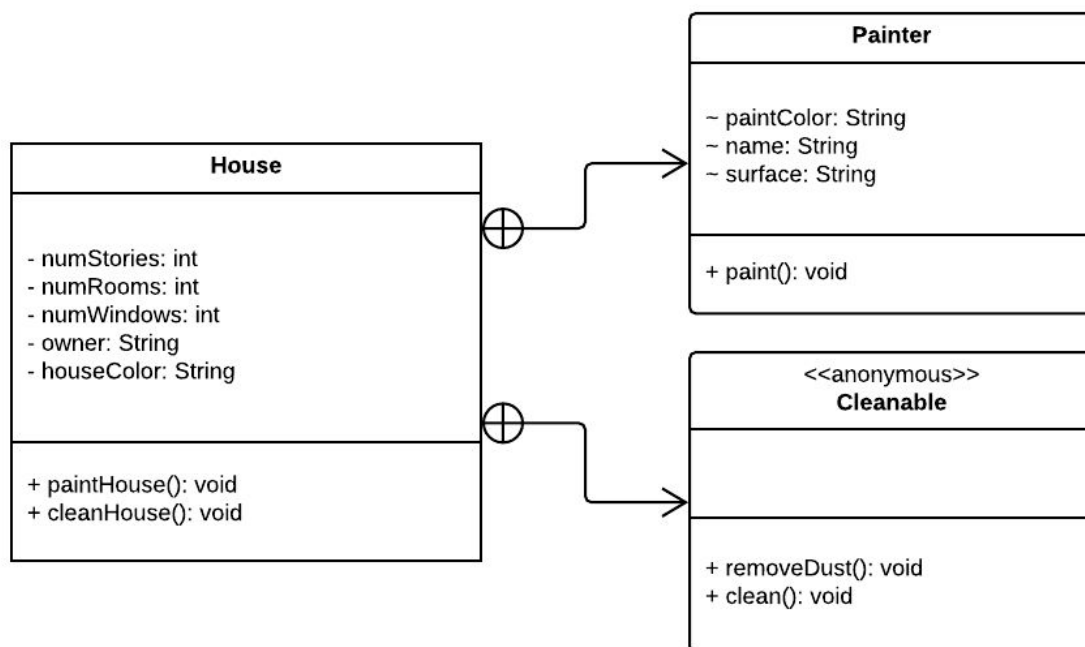 House
- numStories: int
- numRooms: int
- numWindows: int
- owner: String
- houseColor: String
+ paintHouse(): void
+ cleanHouse(): void
Painter
~ paintColor: String
~ name: String
~ surface: String
+ paint(): void
<<anonymous>>
Cleanable
+ removeDust(): void
+ clean(): void